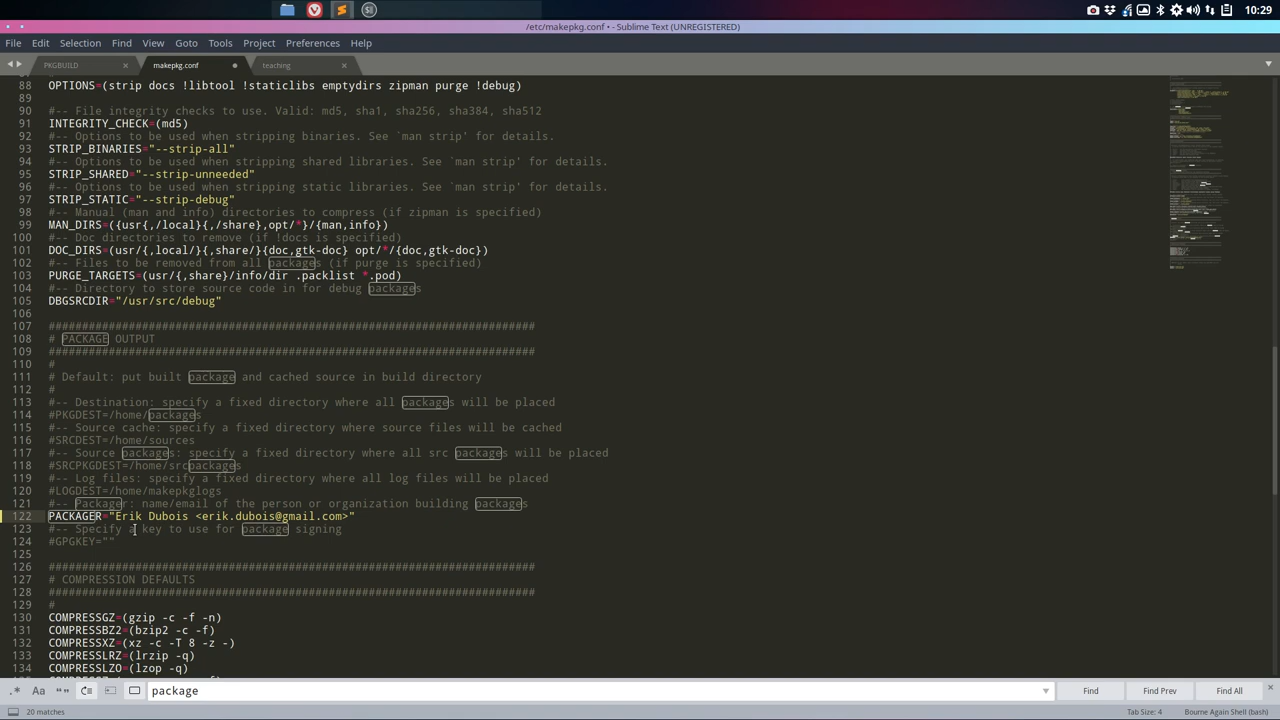 10:29
/etc/makepkg.conf • - Sublime Text (UNREGISTERED)
File Edit Selection Find View Goto Tools Project Preferences Help
PKGBUILD makepkg.conf teaching
88 OPTIONS=(strip docs !libtool !staticlibs emptydirs zipman purge !debug)
89
90 #-- File integrity checks to use. Valid: md5, sha1, sha256, sha384, sha512
91 INTEGRITY_CHECK=(md5)
92 #-- Options to be used when stripping binaries. See `man strip' for details.
93 STRIP_BINARIES="--strip-all"
94 #-- Options to be used when stripping shared libraries. See `man strip' for details.
95 STRIP_SHARED="--strip-unneeded"
96 #-- Options to be used when stripping static libraries. See `man strip' for details.
97 STRIP_STATIC="--strip-debug"
98 #-- Manual (man and info) directories to compress (if zipman is specified)
99 MAN_DIRS=({usr{,/local}{,/share},opt/*}/{man,info})
100 #-- Doc directories to remove (if !docs is specified)
101 DOC_DIRS=(usr/{,local/}{,share/}{doc,gtk-doc} opt/*/{doc,gtk-doc})
102 #-- Files to be removed from all packages (if purge is specified)
103 PURGE_TARGETS=(usr/{,share}/info/dir .packlist *.pod)
104 #-- Directory to store source code in for debug packages
105 DBGSRCDIR="/usr/src/debug"
106
107 #########################################################################
108 # PACKAGE OUTPUT
109 #########################################################################
110 #
111 # Default: put built package and cached source in build directory
112 #
113 #-- Destination: specify a fixed directory where all packages will be placed
114 #PKGDEST=/home/packages
115 #-- Source cache: specify a fixed directory where source files will be cached
116 #SRCDEST=/home/sources
117 #-- Source packages: specify a fixed directory where all src packages will be placed
118 #SRCPKGDEST=/home/srcpackages
119 #-- Log files: specify a fixed directory where all log files will be placed
120 #LOGDEST=/home/makepkglogs
121 #-- Packager: name/email of the person or organization building packages
122 PACKAGER="Erik Dubois <erik.dubois@gmail.com>"
123 #-- Specify a key to use for package signing
124 #GPGKEY=""
125
126 #########################################################################
127 # COMPRESSION DEFAULTS
128 #########################################################################
129 #
130 COMPRESSGZ=(gzip -c -f -n)
131 COMPRESSBZ2=(bzip2 -c -f)
132 COMPRESSXZ=(xz -c -T 8 -z -)
133 COMPRESSLRZ=(lrzip -q)
134 COMPRESSLZO=(lzop -q)
.* Aa "" package Find Find Prev Find All
20 matches Tab Size: 4 Bourne Again Shell (bash)